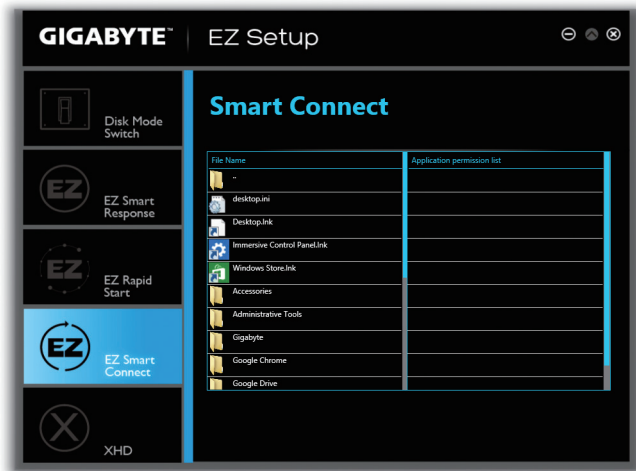 GIGABYTE™ EZ Setup
Disk Mode
Switch
EZ
EZ Smart
Response
EZ
EZ Rapid
Start
EZ
EZ Smart
Connect
X
XHD
Smart Connect
File Name Application permission list
..
desktop.ini
Desktop.lnk
Immersive Control Panel.lnk
Windows Store.lnk
Accessories
Administrative Tools
Gigabyte
Google Chrome
Google Drive